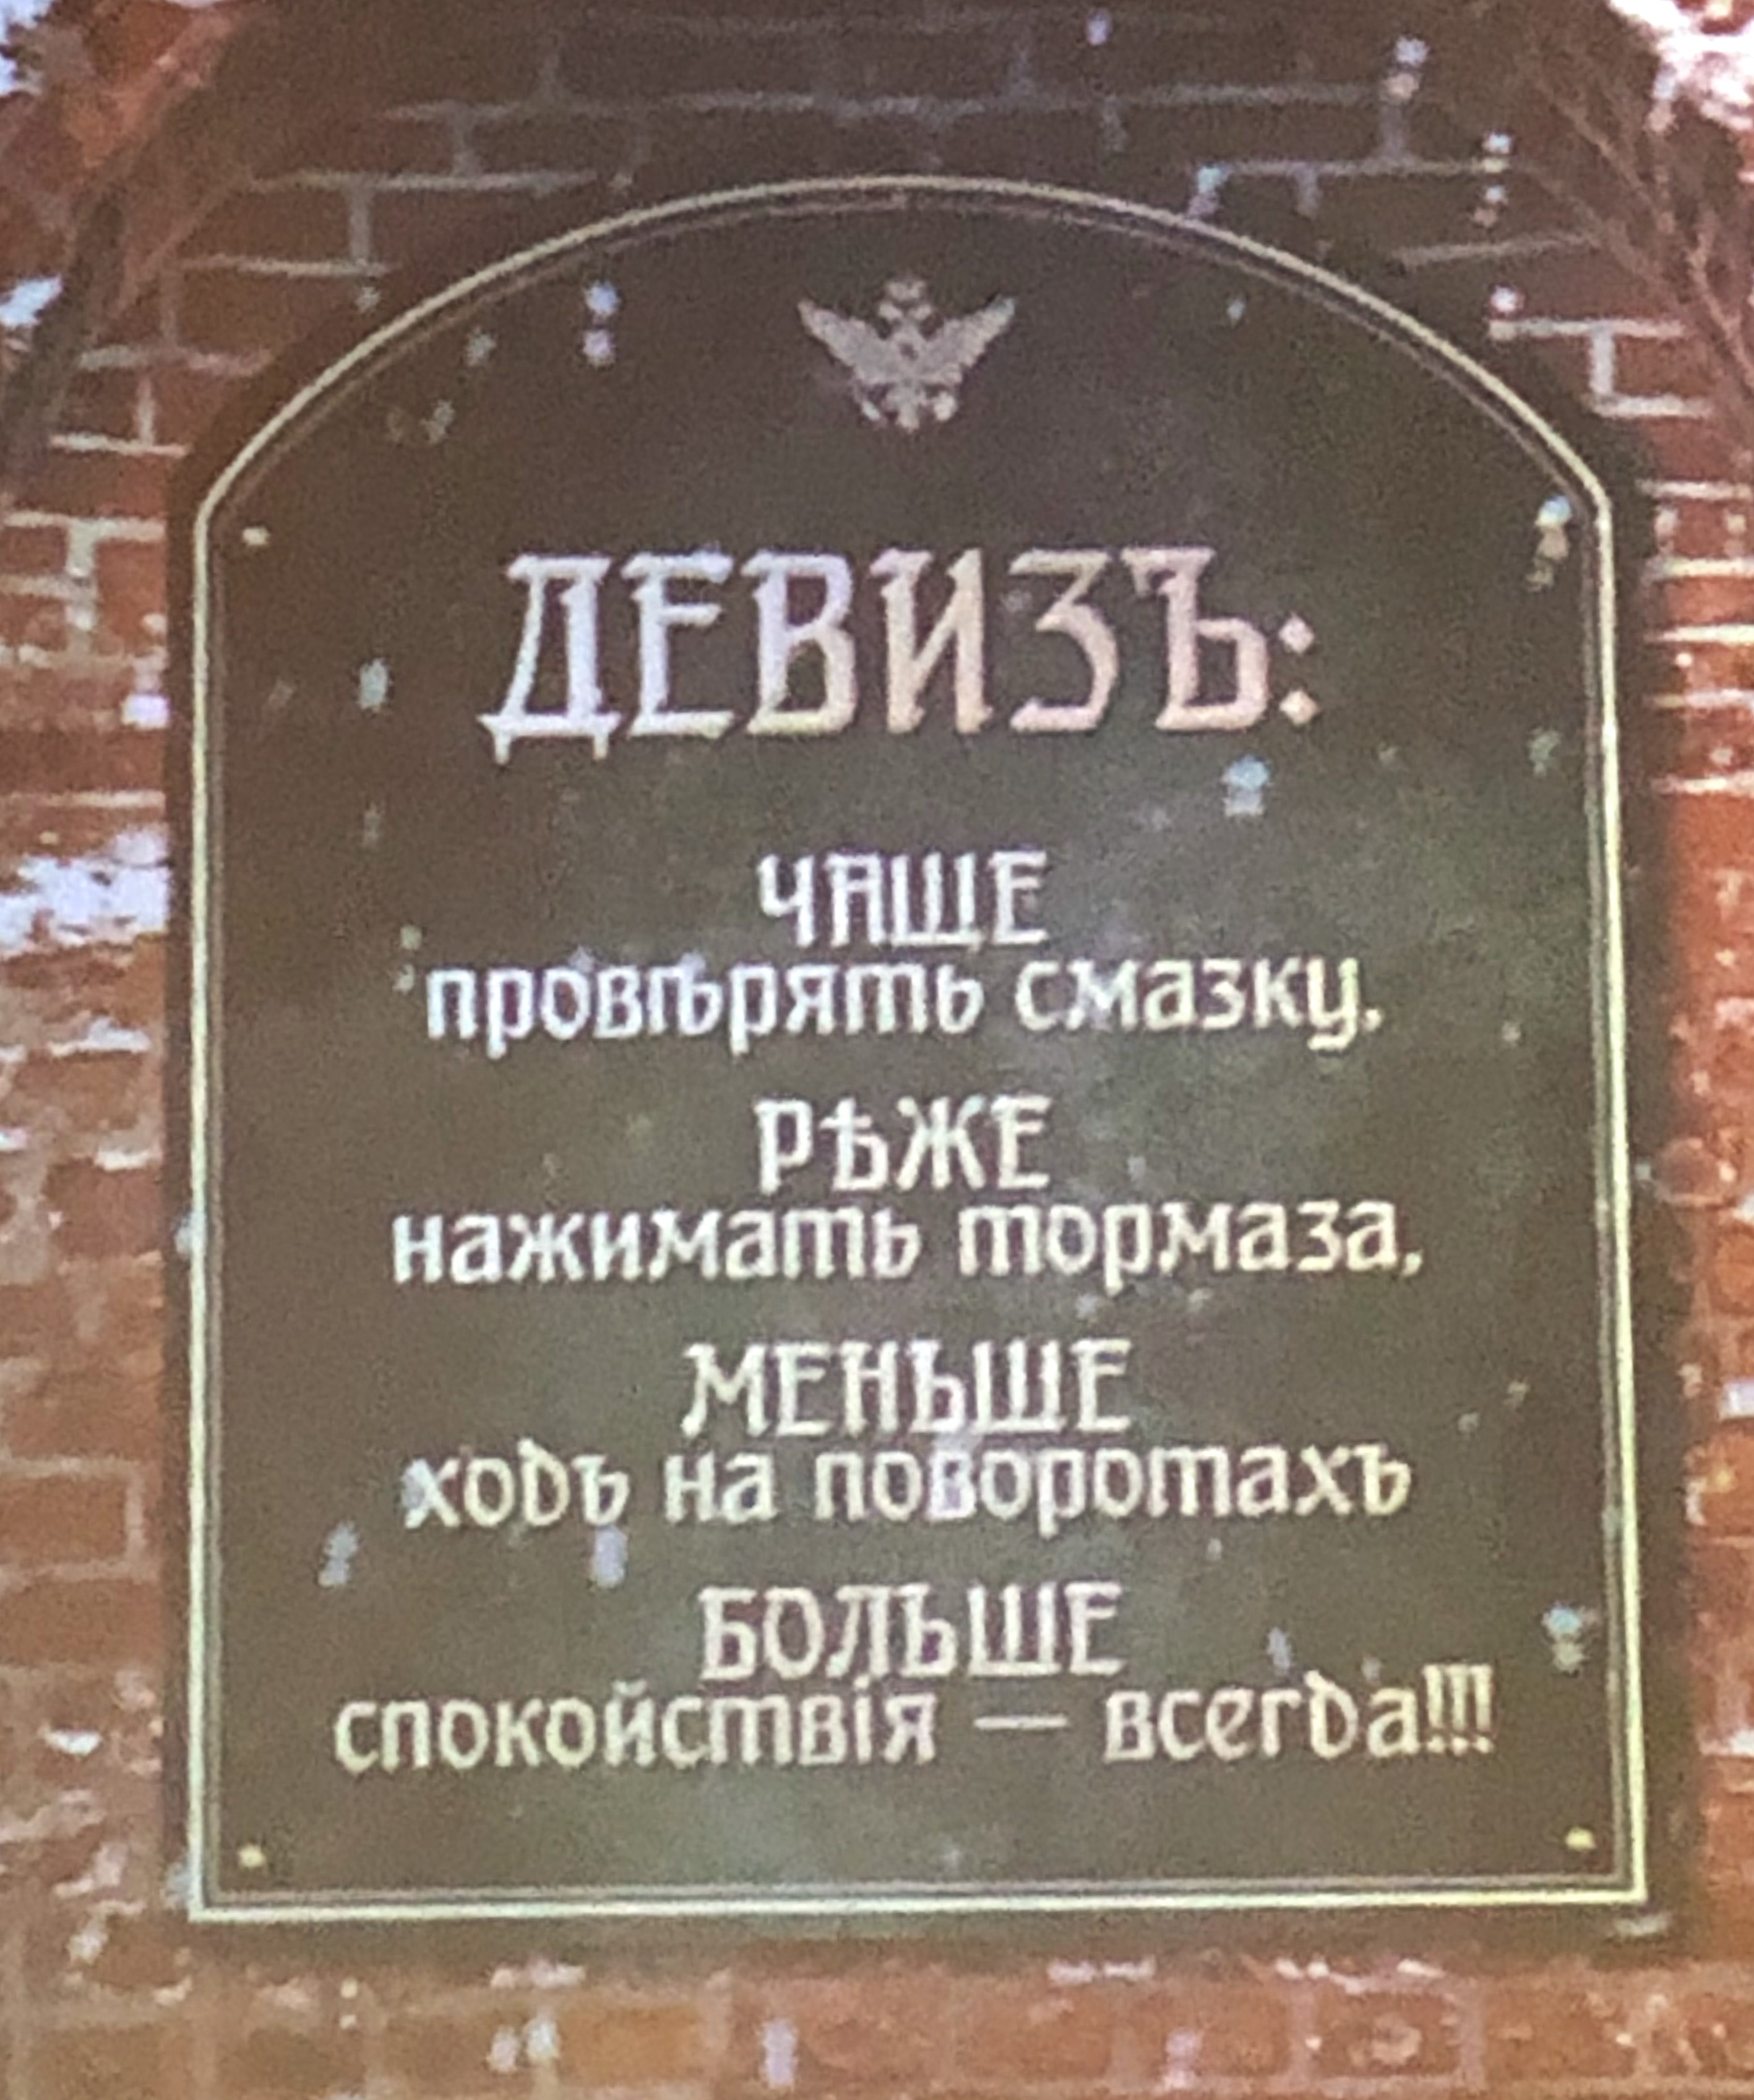 ДЕВИЗЪ:
ЧАЩЕ
провѣрять смазку,
РѢЖЕ
нажимать тормаза,
МЕНЬШЕ
ходъ на поворотахъ
БОЛЬШЕ
спокойствія — всегда!!!